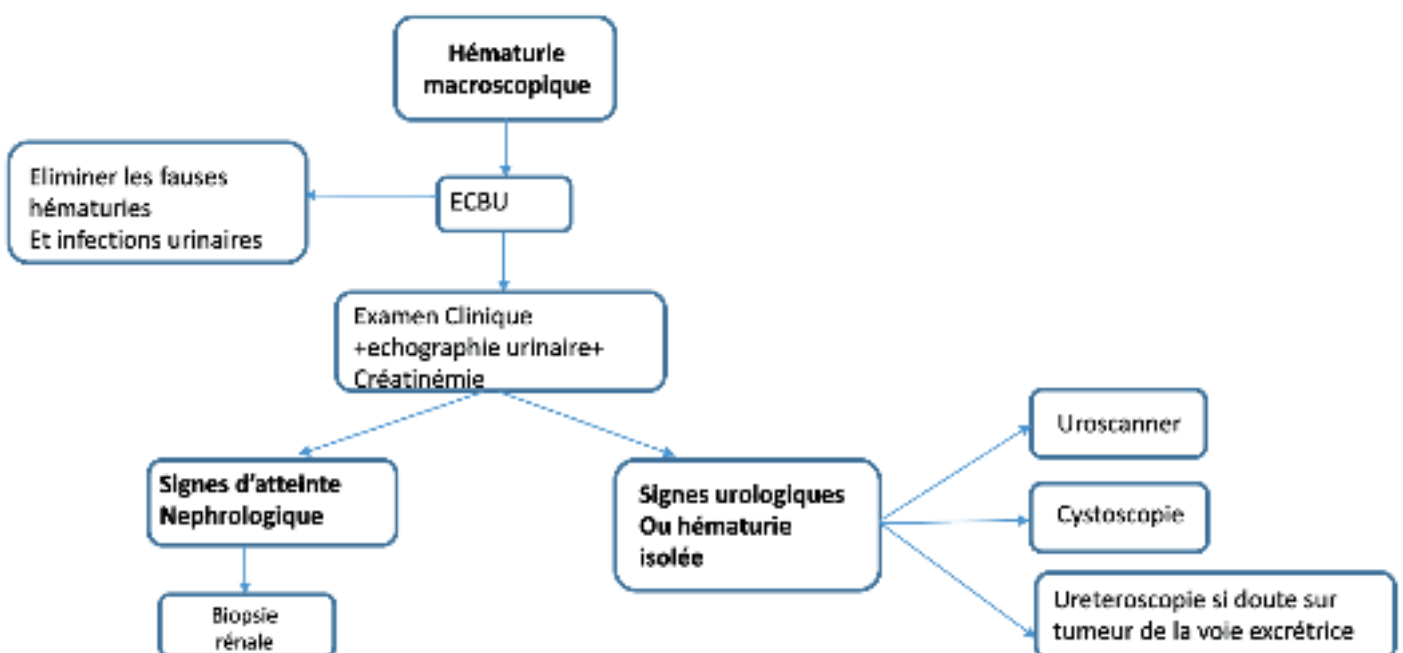 Hématurie
macroscopique
Eliminer les fauses
hématuries
Et infections urinaires
ECBU
Examen Clinique
+echographie urinaire+
Créatinémie
Signes d'atteinte
Nephrologique
Biopsie
rénale
Signes urologiques
Ou hématurie
isolée
Uroscanner
Cystoscopie
Ureteroscopie si doute sur
tumeur de la voie excrétrice